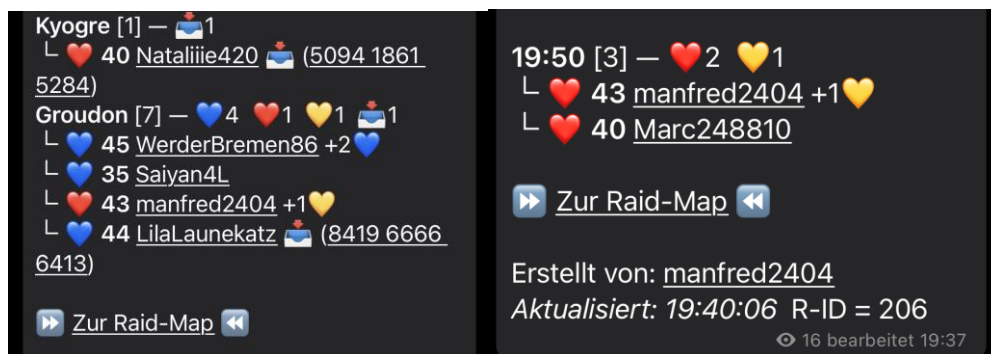 Kyogre [1] — 📥1
└ ❤️ 40 Nataliiie420 📥 (5094 1861
5284)
Groudon [7] — 💙4 ❤️1 💛1 📥1
└ 💙 45 WerderBremen86 +2💙
└ 💙 35 Saiyan4L
└ ❤️ 43 manfred2404 +1💛
└ 💙 44 LilaLaunekatz 📥 (8419 6666
6413)
⏩ Zur Raid-Map ⏪
19:50 [3] — ❤️2 💛1
└ ❤️ 43 manfred2404 +1💛
└ ❤️ 40 Marc248810
⏩ Zur Raid-Map ⏪
Erstellt von: manfred2404
Aktualisiert: 19:40:06 R-ID = 206
16 bearbeitet 19:37